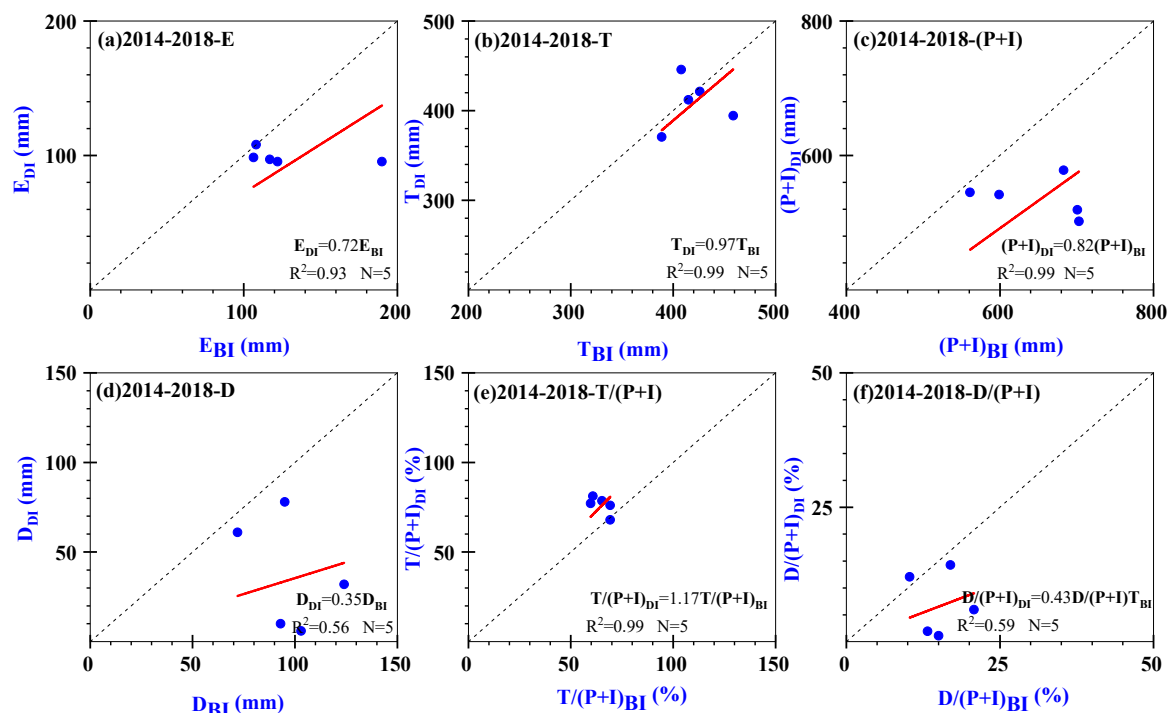 (a)2014-2018-E
200
100
E_DI (mm)
E_DI=0.72E_BI
R²=0.93 N=5
0 100 200
E_BI (mm)
(b)2014-2018-T
500
400
300
200
T_DI (mm)
T_DI=0.97T_BI
R²=0.99 N=5
200 300 400 500
T_BI (mm)
(c)2014-2018-(P+I)
800
600
(P+I)_DI (mm)
(P+I)_DI=0.82(P+I)_BI
R²=0.99 N=5
400 600 800
(P+I)_BI (mm)
(d)2014-2018-D
150
100
50
0
D_DI (mm)
D_DI=0.35D_BI
R²=0.56 N=5
0 50 100 150
D_BI (mm)
(e)2014-2018-T/(P+I)
150
100
50
0
T/(P+I)_DI (%)
T/(P+I)_DI=1.17T/(P+I)_BI
R²=0.99 N=5
0 50 100 150
T/(P+I)_BI (%)
(f)2014-2018-D/(P+I)
50
25
D/(P+I)_DI (%)
D/(P+I)_DI=0.43D/(P+I)T_BI
R²=0.59 N=5
0 25 50
D/(P+I)_BI (%)